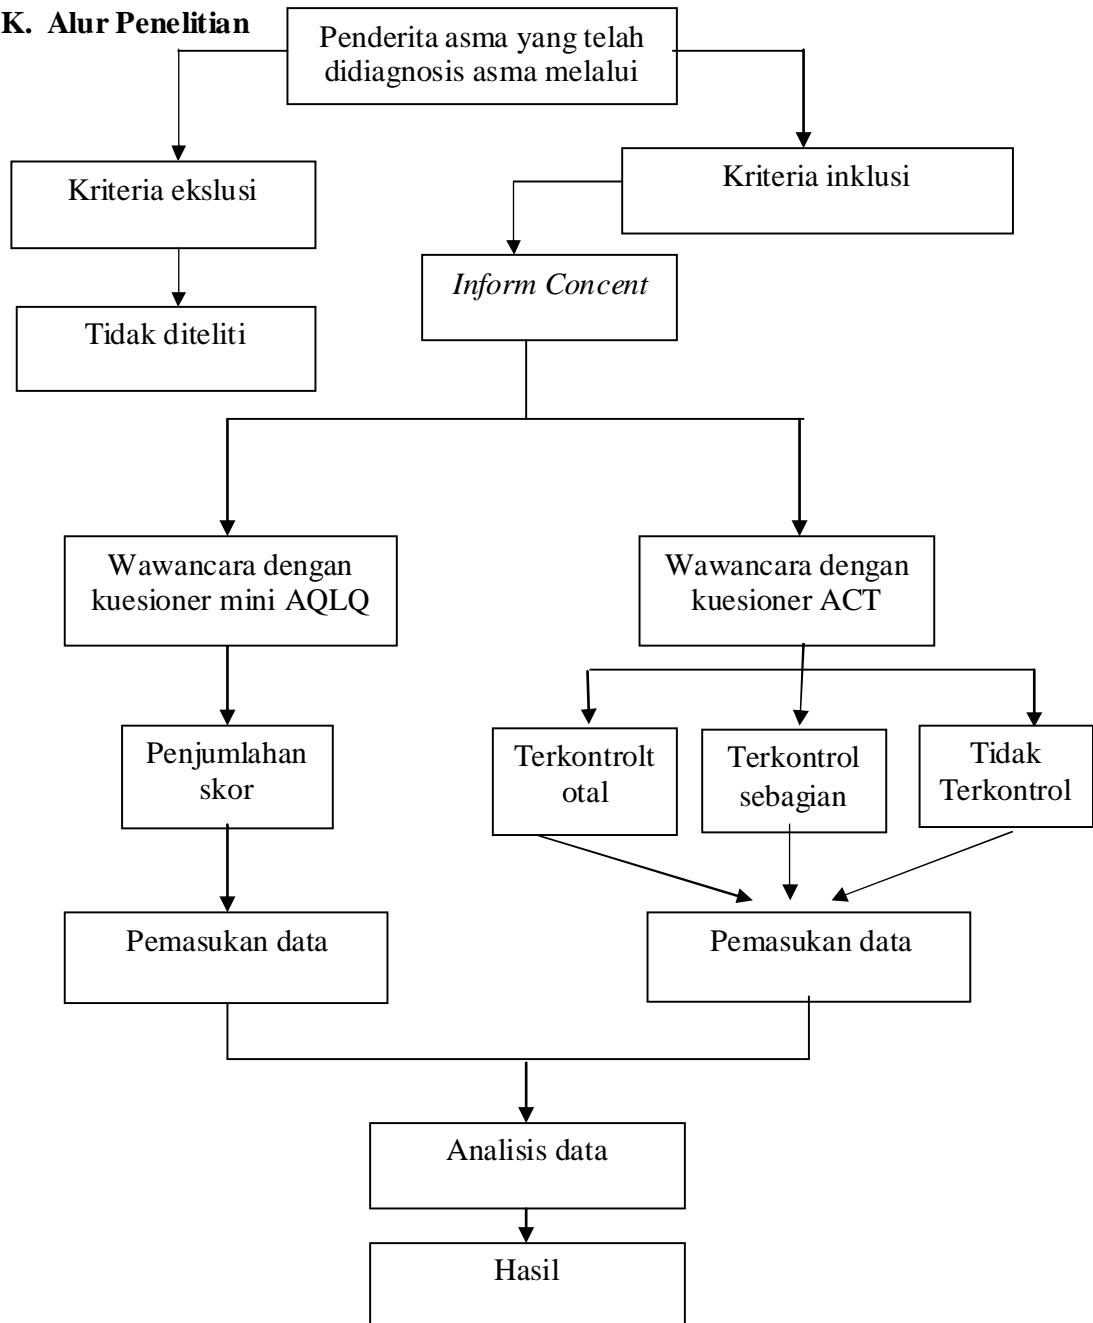 K. Alur Penelitian
Penderita asma yang telah
didiagnosis asma melalui
Kriteria ekslusi
Kriteria inklusi
Inform Concent
Tidak diteliti
Wawancara dengan
kuesioner mini AQLQ
Wawancara dengan
kuesioner ACT
Penjumlahan
skor
Terkontrolt
otal
Terkontrol
sebagian
Tidak
Terkontrol
Pemasukan data
Pemasukan data
Analisis data
Hasil